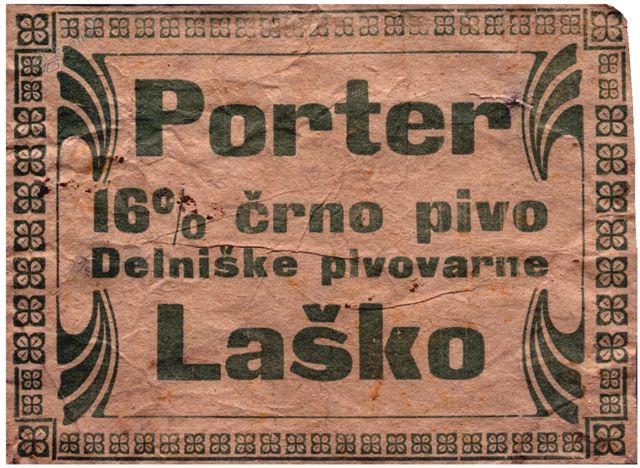 Porter
16% črno pivo
Delniške pivovarne
Laško